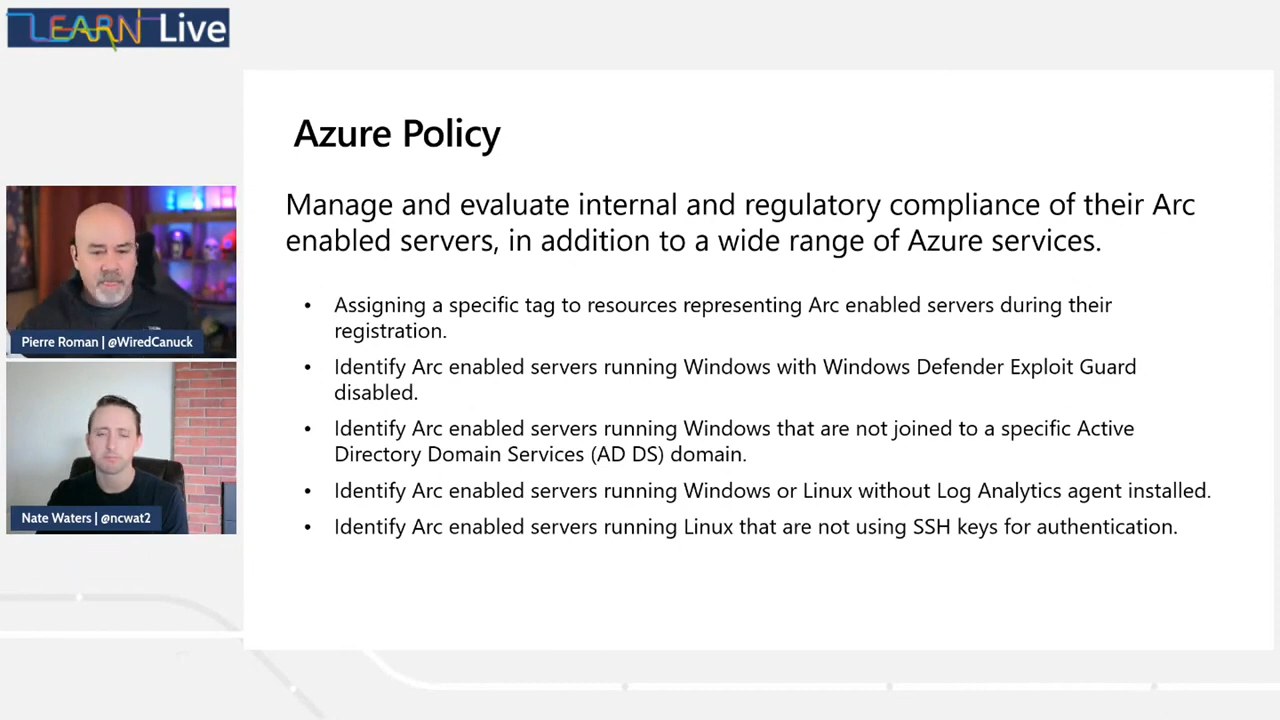 LEARN Live
Azure Policy
Manage and evaluate internal and regulatory compliance of their Arc
enabled servers, in addition to a wide range of Azure services.
• Assigning a specific tag to resources representing Arc enabled servers during their
registration.
• Identify Arc enabled servers running Windows with Windows Defender Exploit Guard
disabled.
• Identify Arc enabled servers running Windows that are not joined to a specific Active
Directory Domain Services (AD DS) domain.
• Identify Arc enabled servers running Windows or Linux without Log Analytics agent installed.
• Identify Arc enabled servers running Linux that are not using SSH keys for authentication.
Pierre Roman | @WiredCanuck
Nate Waters | @ncwat2